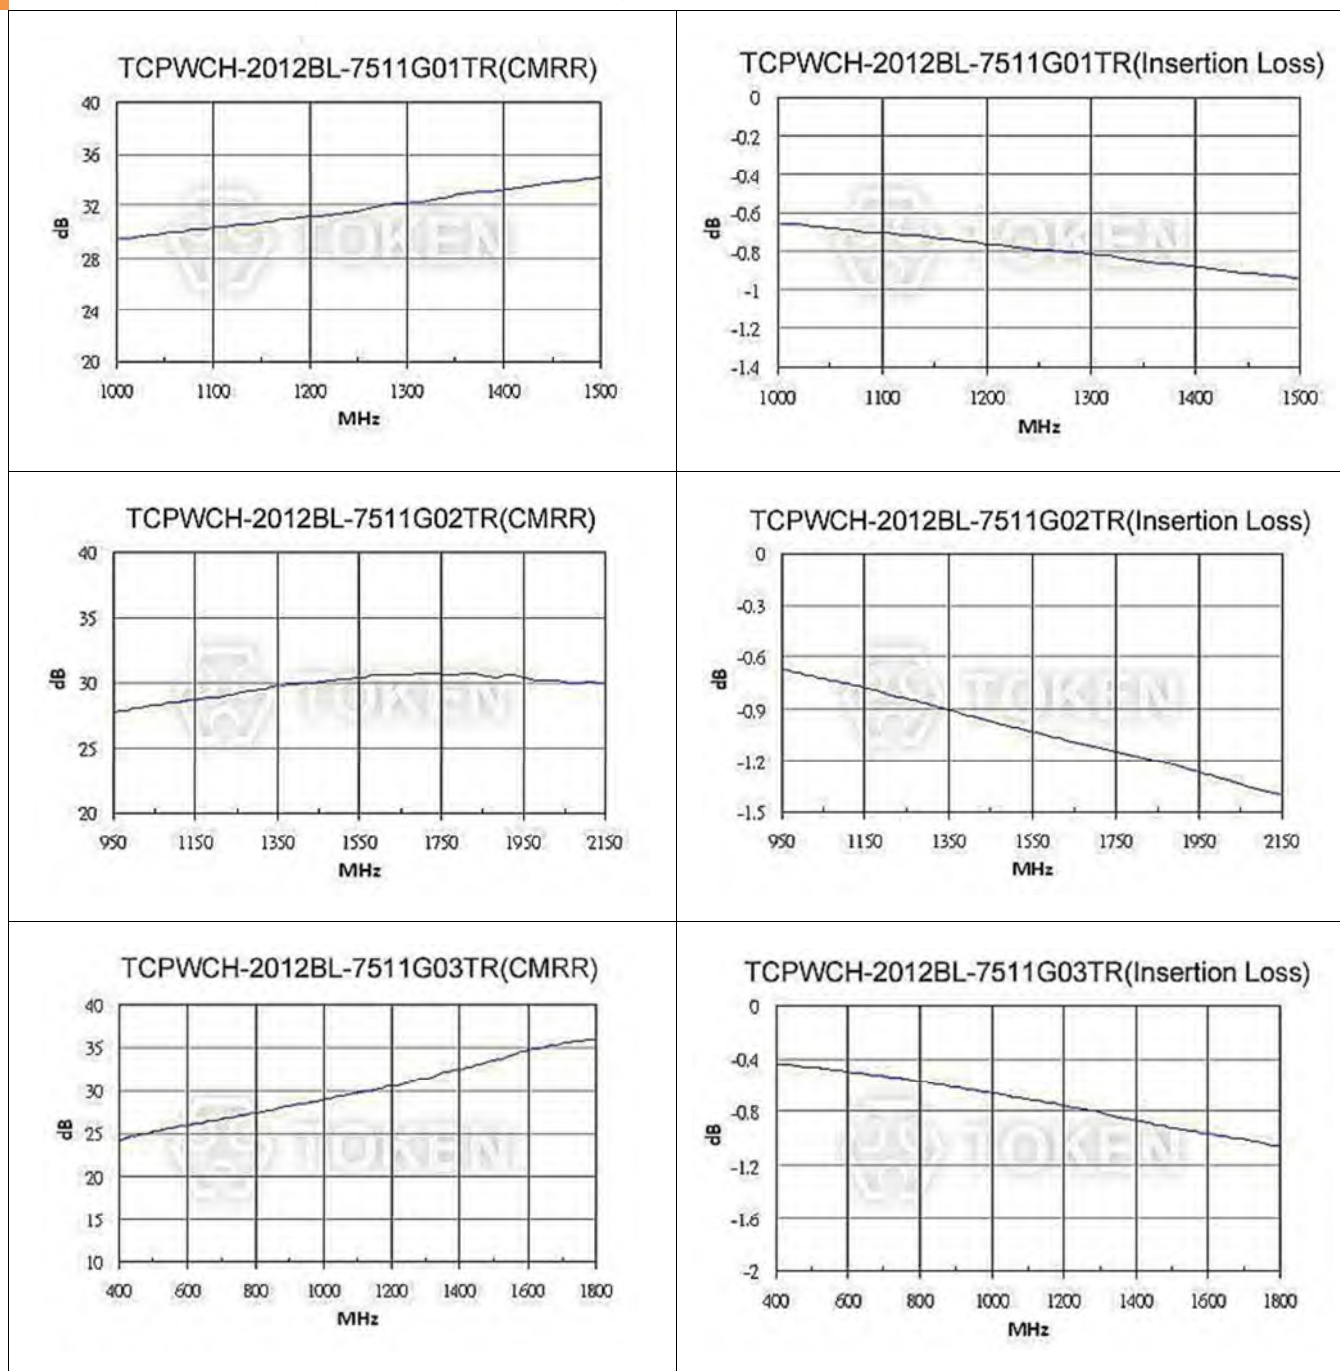 TCPWCH-2012BL-7511G01TR(CMRR)
40
36
32
28
24
20
dB
TOKEN
1000 1100 1200 1300 1400 1500
MHz
TCPWCH-2012BL-7511G01TR(Insertion Loss)
0
-0.2
-0.4
-0.6
-0.8
-1
-1.2
-1.4
dB
TOKEN
1000 1100 1200 1300 1400 1500
MHz
TCPWCH-2012BL-7511G02TR(CMRR)
40
35
30
25
20
dB
TOKEN
950 1150 1350 1550 1750 1950 2150
MHz
TCPWCH-2012BL-7511G02TR(Insertion Loss)
0
-0.3
-0.6
-0.9
-1.2
-1.5
dB
TOKEN
950 1150 1350 1550 1750 1950 2150
MHz
TCPWCH-2012BL-7511G03TR(CMRR)
40
35
30
25
20
15
10
dB
TOKEN
400 600 800 1000 1200 1400 1600 1800
MHz
TCPWCH-2012BL-7511G03TR(Insertion Loss)
0
-0.4
-0.8
-1.2
-1.6
-2
dB
TOKEN
400 600 800 1000 1200 1400 1600 1800
MHz